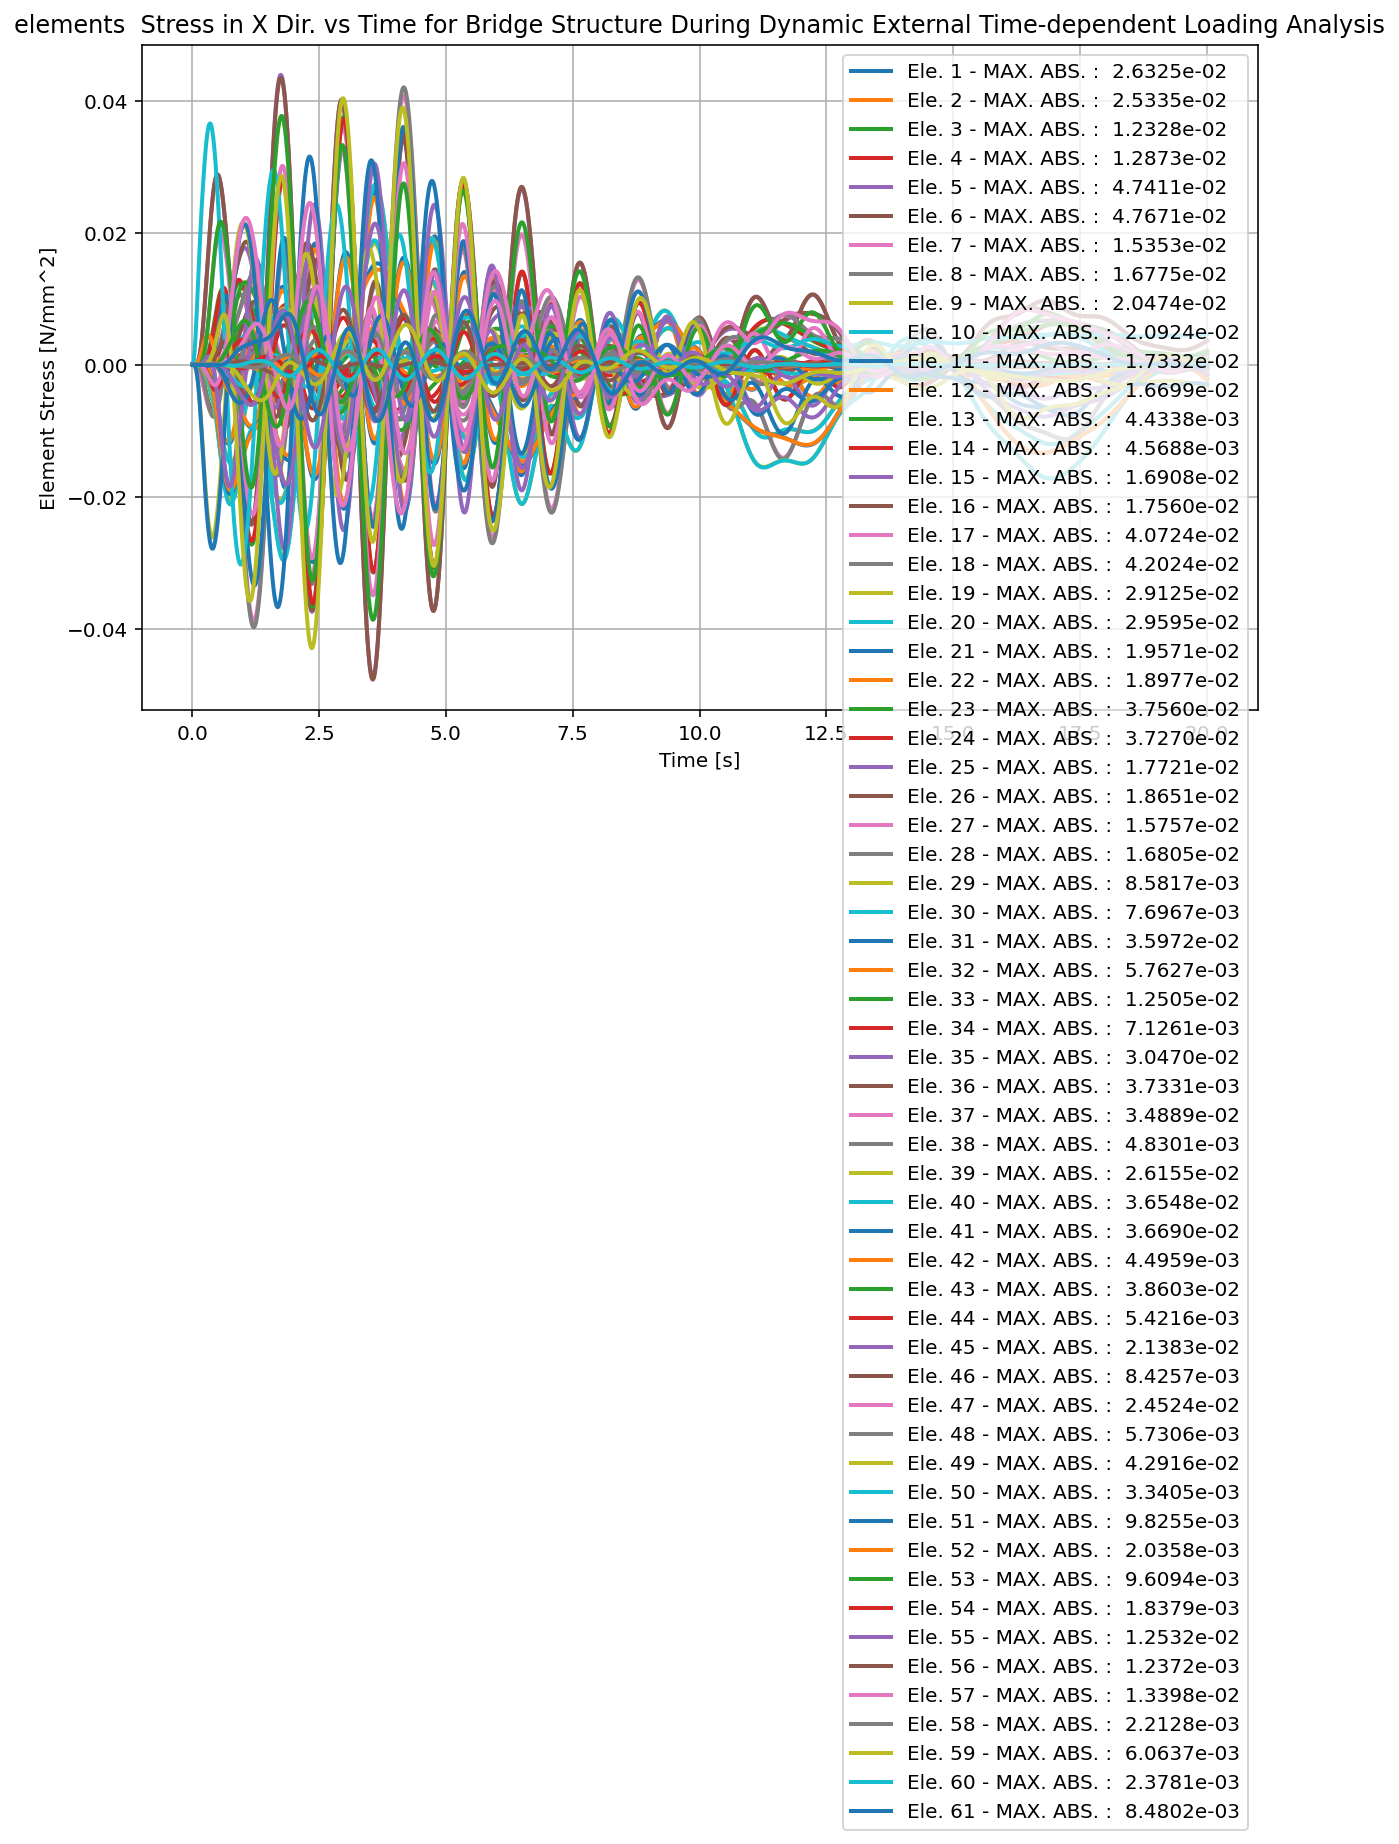 elements  Stress in X Dir. vs Time for Bridge Structure During Dynamic External Time-dependent Loading Analysis
Element Stress [N/mm^2]
0.04
0.02
0.00
−0.02
−0.04
0.0
2.5
5.0
7.5
10.0
12.5
15.0
17.5
20.0
Time [s]
Ele. 1 - MAX. ABS. :  2.6325e-02
Ele. 2 - MAX. ABS. :  2.5335e-02
Ele. 3 - MAX. ABS. :  1.2328e-02
Ele. 4 - MAX. ABS. :  1.2873e-02
Ele. 5 - MAX. ABS. :  4.7411e-02
Ele. 6 - MAX. ABS. :  4.7671e-02
Ele. 7 - MAX. ABS. :  1.5353e-02
Ele. 8 - MAX. ABS. :  1.6775e-02
Ele. 9 - MAX. ABS. :  2.0474e-02
Ele. 10 - MAX. ABS. :  2.0924e-02
Ele. 11 - MAX. ABS. :  1.7332e-02
Ele. 12 - MAX. ABS. :  1.6699e-02
Ele. 13 - MAX. ABS. :  4.4338e-03
Ele. 14 - MAX. ABS. :  4.5688e-03
Ele. 15 - MAX. ABS. :  1.6908e-02
Ele. 16 - MAX. ABS. :  1.7560e-02
Ele. 17 - MAX. ABS. :  4.0724e-02
Ele. 18 - MAX. ABS. :  4.2024e-02
Ele. 19 - MAX. ABS. :  2.9125e-02
Ele. 20 - MAX. ABS. :  2.9595e-02
Ele. 21 - MAX. ABS. :  1.9571e-02
Ele. 22 - MAX. ABS. :  1.8977e-02
Ele. 23 - MAX. ABS. :  3.7560e-02
Ele. 24 - MAX. ABS. :  3.7270e-02
Ele. 25 - MAX. ABS. :  1.7721e-02
Ele. 26 - MAX. ABS. :  1.8651e-02
Ele. 27 - MAX. ABS. :  1.5757e-02
Ele. 28 - MAX. ABS. :  1.6805e-02
Ele. 29 - MAX. ABS. :  8.5817e-03
Ele. 30 - MAX. ABS. :  7.6967e-03
Ele. 31 - MAX. ABS. :  3.5972e-02
Ele. 32 - MAX. ABS. :  5.7627e-03
Ele. 33 - MAX. ABS. :  1.2505e-02
Ele. 34 - MAX. ABS. :  7.1261e-03
Ele. 35 - MAX. ABS. :  3.0470e-02
Ele. 36 - MAX. ABS. :  3.7331e-03
Ele. 37 - MAX. ABS. :  3.4889e-02
Ele. 38 - MAX. ABS. :  4.8301e-03
Ele. 39 - MAX. ABS. :  2.6155e-02
Ele. 40 - MAX. ABS. :  3.6548e-02
Ele. 41 - MAX. ABS. :  3.6690e-02
Ele. 42 - MAX. ABS. :  4.4959e-03
Ele. 43 - MAX. ABS. :  3.8603e-02
Ele. 44 - MAX. ABS. :  5.4216e-03
Ele. 45 - MAX. ABS. :  2.1383e-02
Ele. 46 - MAX. ABS. :  8.4257e-03
Ele. 47 - MAX. ABS. :  2.4524e-02
Ele. 48 - MAX. ABS. :  5.7306e-03
Ele. 49 - MAX. ABS. :  4.2916e-02
Ele. 50 - MAX. ABS. :  3.3405e-03
Ele. 51 - MAX. ABS. :  9.8255e-03
Ele. 52 - MAX. ABS. :  2.0358e-03
Ele. 53 - MAX. ABS. :  9.6094e-03
Ele. 54 - MAX. ABS. :  1.8379e-03
Ele. 55 - MAX. ABS. :  1.2532e-02
Ele. 56 - MAX. ABS. :  1.2372e-03
Ele. 57 - MAX. ABS. :  1.3398e-02
Ele. 58 - MAX. ABS. :  2.2128e-03
Ele. 59 - MAX. ABS. :  6.0637e-03
Ele. 60 - MAX. ABS. :  2.3781e-03
Ele. 61 - MAX. ABS. :  8.4802e-03